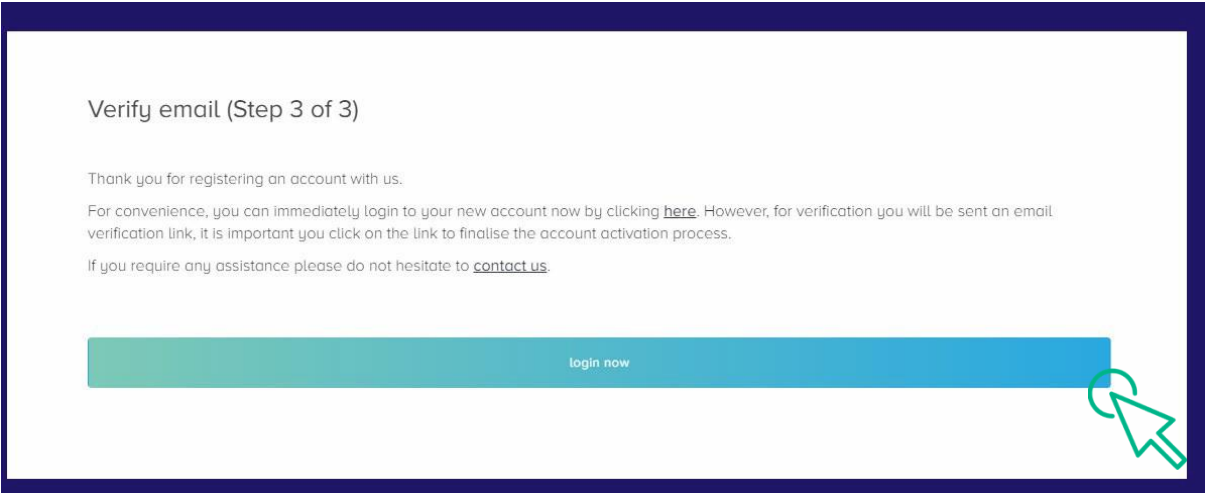 Verify email (Step 3 of 3)
Thank you for registering an account with us.
For convenience, you can immediately login to your new account now by clicking here. However, for verification you will be sent an email
verification link, it is important you click on the link to finalise the account activation process.
If you require any assistance please do not hesitate to contact us.
login now